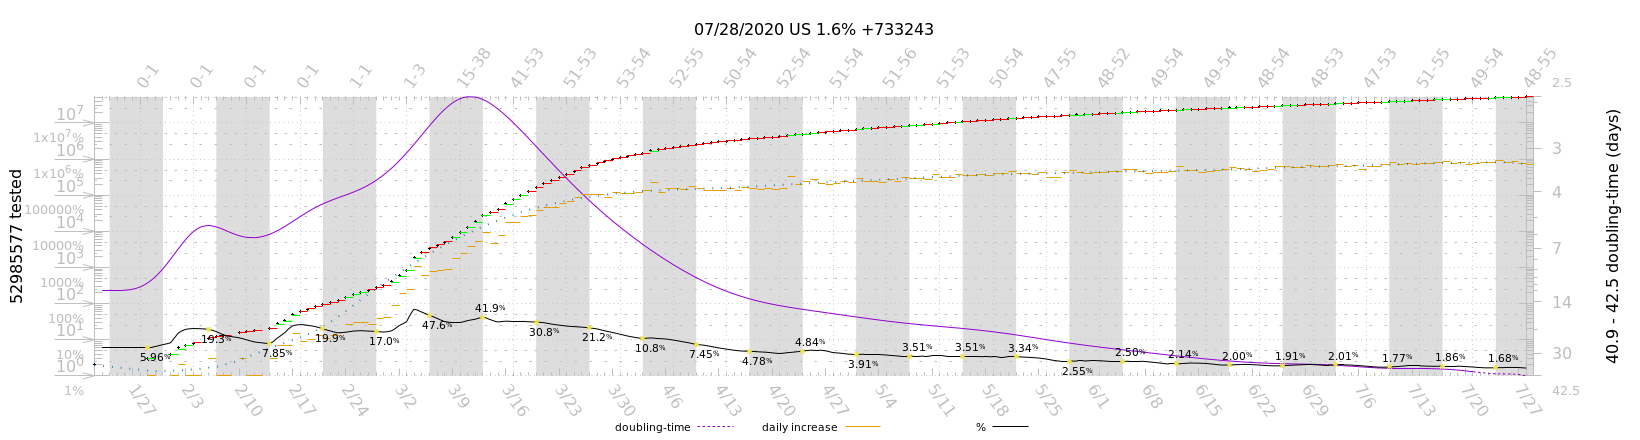 07/28/2020 US 1.6% +733243
0-1 0-1 0-1 0-1 1-1 1-3 15-38 41-53 51-53 53-54 52-55 50-54 52-54 51-54 51-56 51-53 50-54 47-55 48-52 49-54 54-54 49-54 48-53 47-53 51-55 49-54 48-55
52985577 tested
10⁷
1x10⁷%
10⁶
1x10⁶%
10⁵
100000%
10⁴
10000%
10³
1000%
10²
100%
10¹
10%
10⁰
1%
5.96% 19.3% 7.85% 19.9% 17.0% 47.6% 41.9% 30.8% 21.2% 10.8% 7.45% 4.78% 4.84% 3.91% 3.51% 3.51% 3.34% 2.55% 2.50% 2.14% 2.00% 1.91% 2.01% 1.77% 1.86% 1.68%
2.5
3
4
7
14
30
42.5
40.9 - 42.5 doubling-time (days)
1/27 2/3 2/10 2/17 2/24 3/2 3/9 3/16 3/23 3/30 4/6 4/13 4/20 4/27 5/4 5/11 5/18 5/25 6/1 6/8 6/15 6/22 6/29 7/6 7/13 7/20 7/27
doubling-time daily increase %